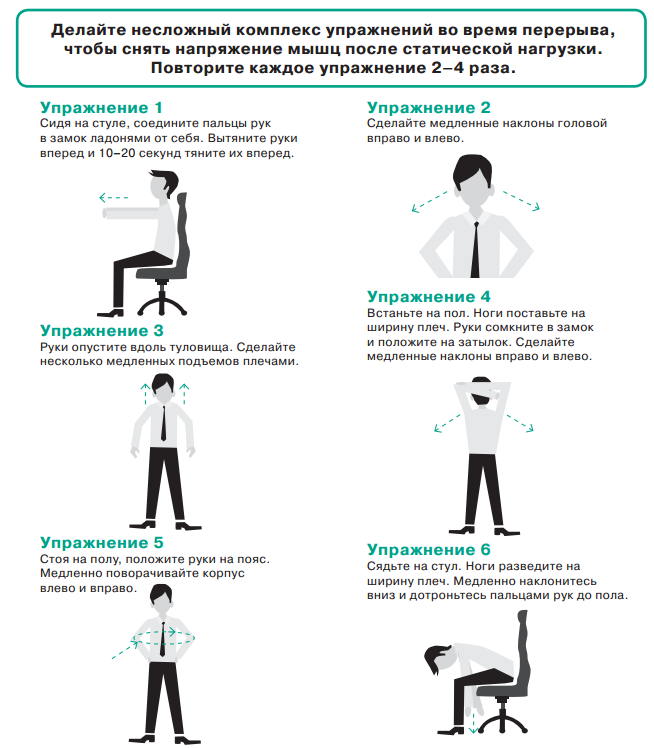 Делайте несложный комплекс упражнений во время перерыва,
чтобы снять напряжение мышц после статической нагрузки.
Повторите каждое упражнение 2–4 раза.
Упражнение 1
Сидя на стуле, соедините пальцы рук
в замок ладонями от себя. Вытяните руки
вперед и 10–20 секунд тяните их вперед.
Упражнение 2
Сделайте медленные наклоны головой
вправо и влево.
Упражнение 3
Руки опустите вдоль туловища. Сделайте
несколько медленных подъемов плечами.
Упражнение 4
Встаньте на пол. Ноги поставьте на
ширину плеч. Руки сомкните в замок
и положите на затылок. Сделайте
медленные наклоны вправо и влево.
Упражнение 5
Стоя на полу, положите руки на пояс.
Медленно поворачивайте корпус
влево и вправо.
Упражнение 6
Сядьте на стул. Ноги разведите на
ширину плеч. Медленно наклонитесь
вниз и дотроньтесь пальцами рук до пола.